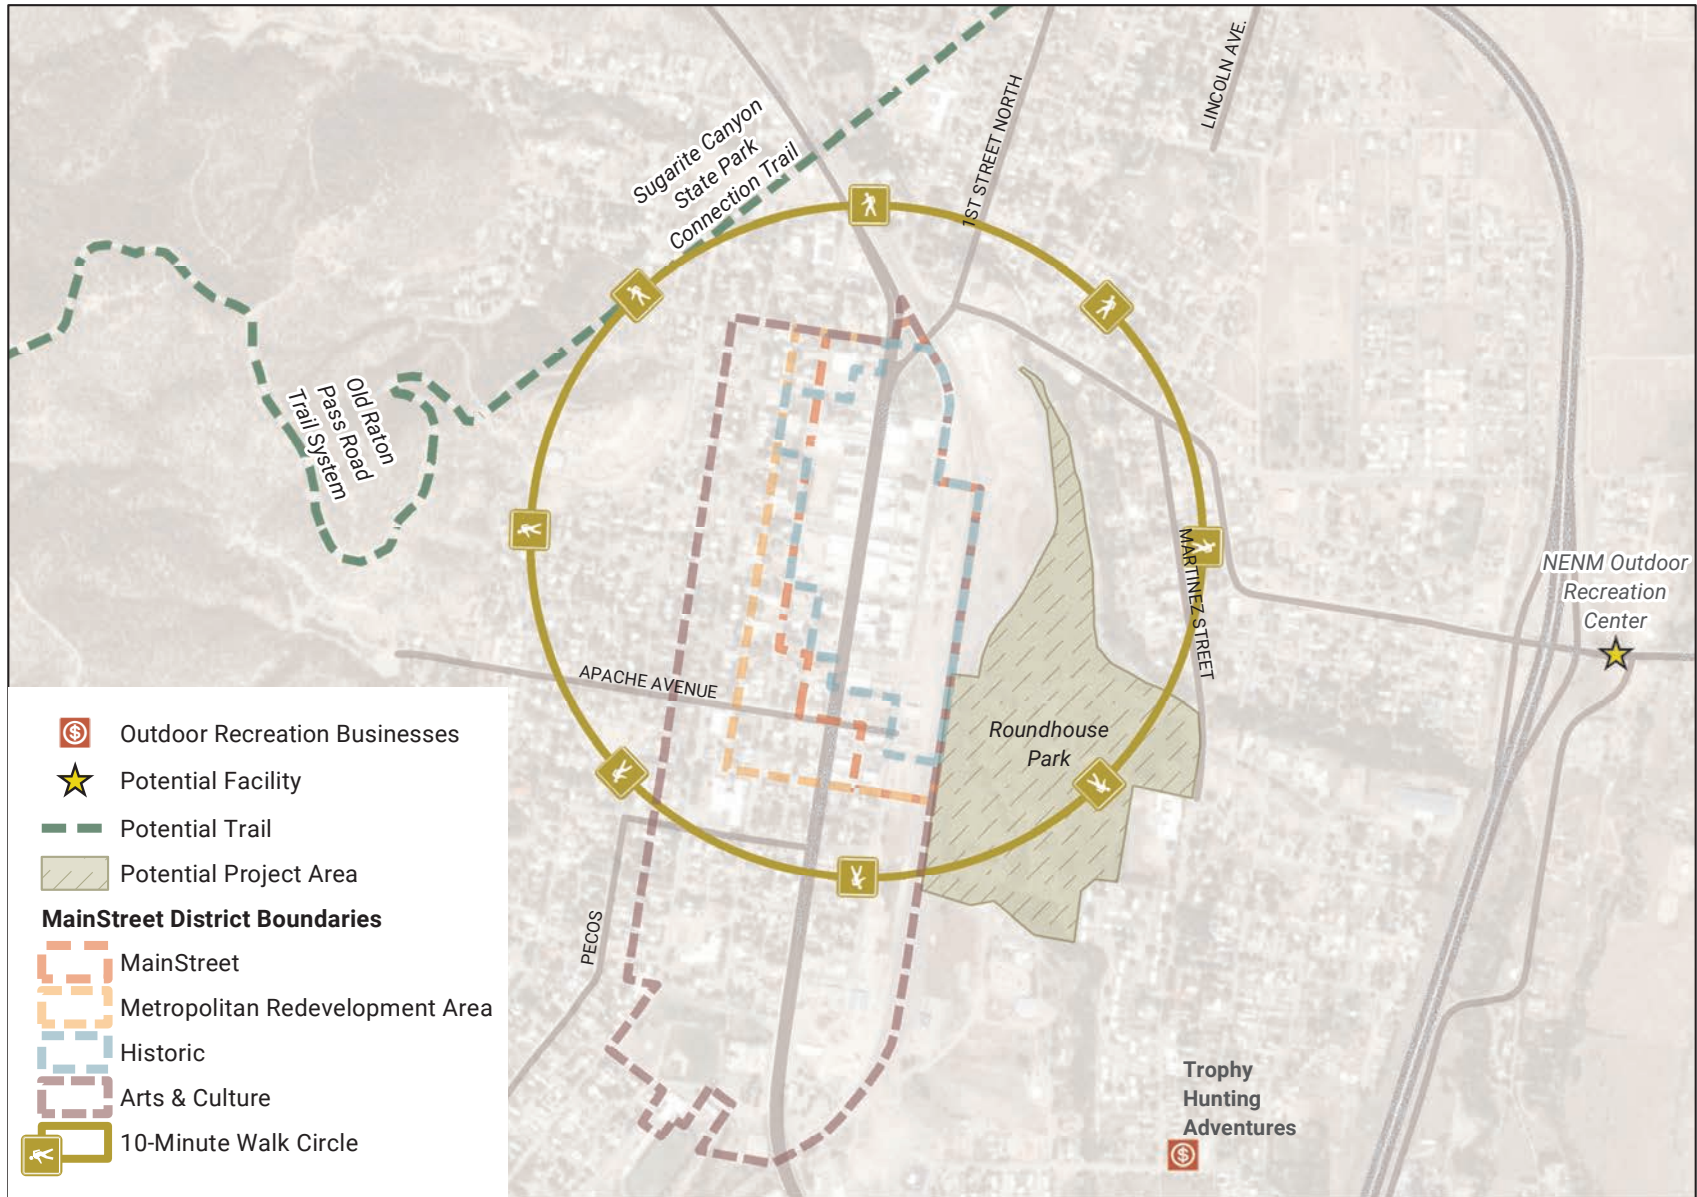 LINCOLN AVE.
1ST STREET NORTH
Sugarite Canyon
State Park
Connection Trail
Old Raton
Pass Road
Trail System
MARTINEZ STREET
NENM Outdoor
Recreation
Center
APACHE AVENUE
Roundhouse
Park
PECOS
Trophy
Hunting
Adventures
$
$
Outdoor Recreation Businesses
Potential Facility
Potential Trail
Potential Project Area
MainStreet District Boundaries
MainStreet
Metropolitan Redevelopment Area
Historic
Arts & Culture
10-Minute Walk Circle